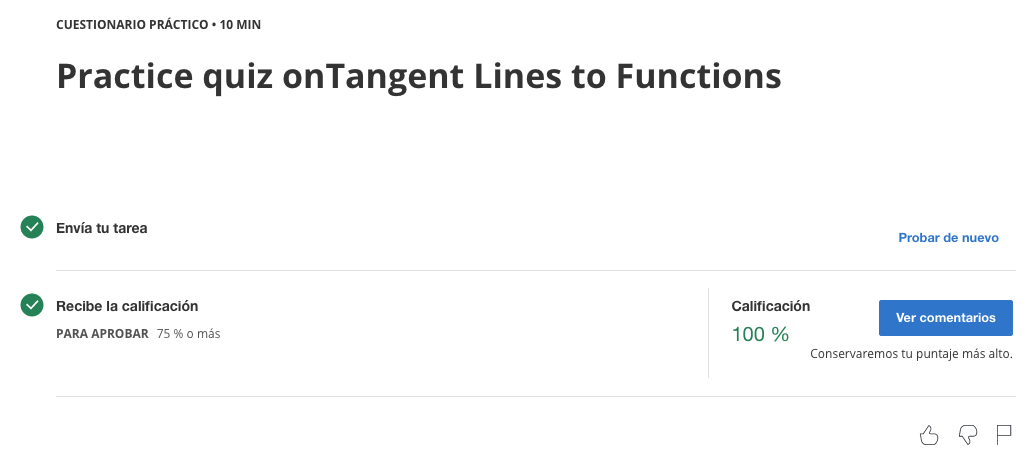 CUESTIONARIO PRÁCTICO • 10 MIN
Practice quiz onTangent Lines to Functions
Envía tu tarea
Probar de nuevo
Recibe la calificación
PARA APROBAR 75 % o más
Calificación
100 %
Ver comentarios
Conservaremos tu puntaje más alto.